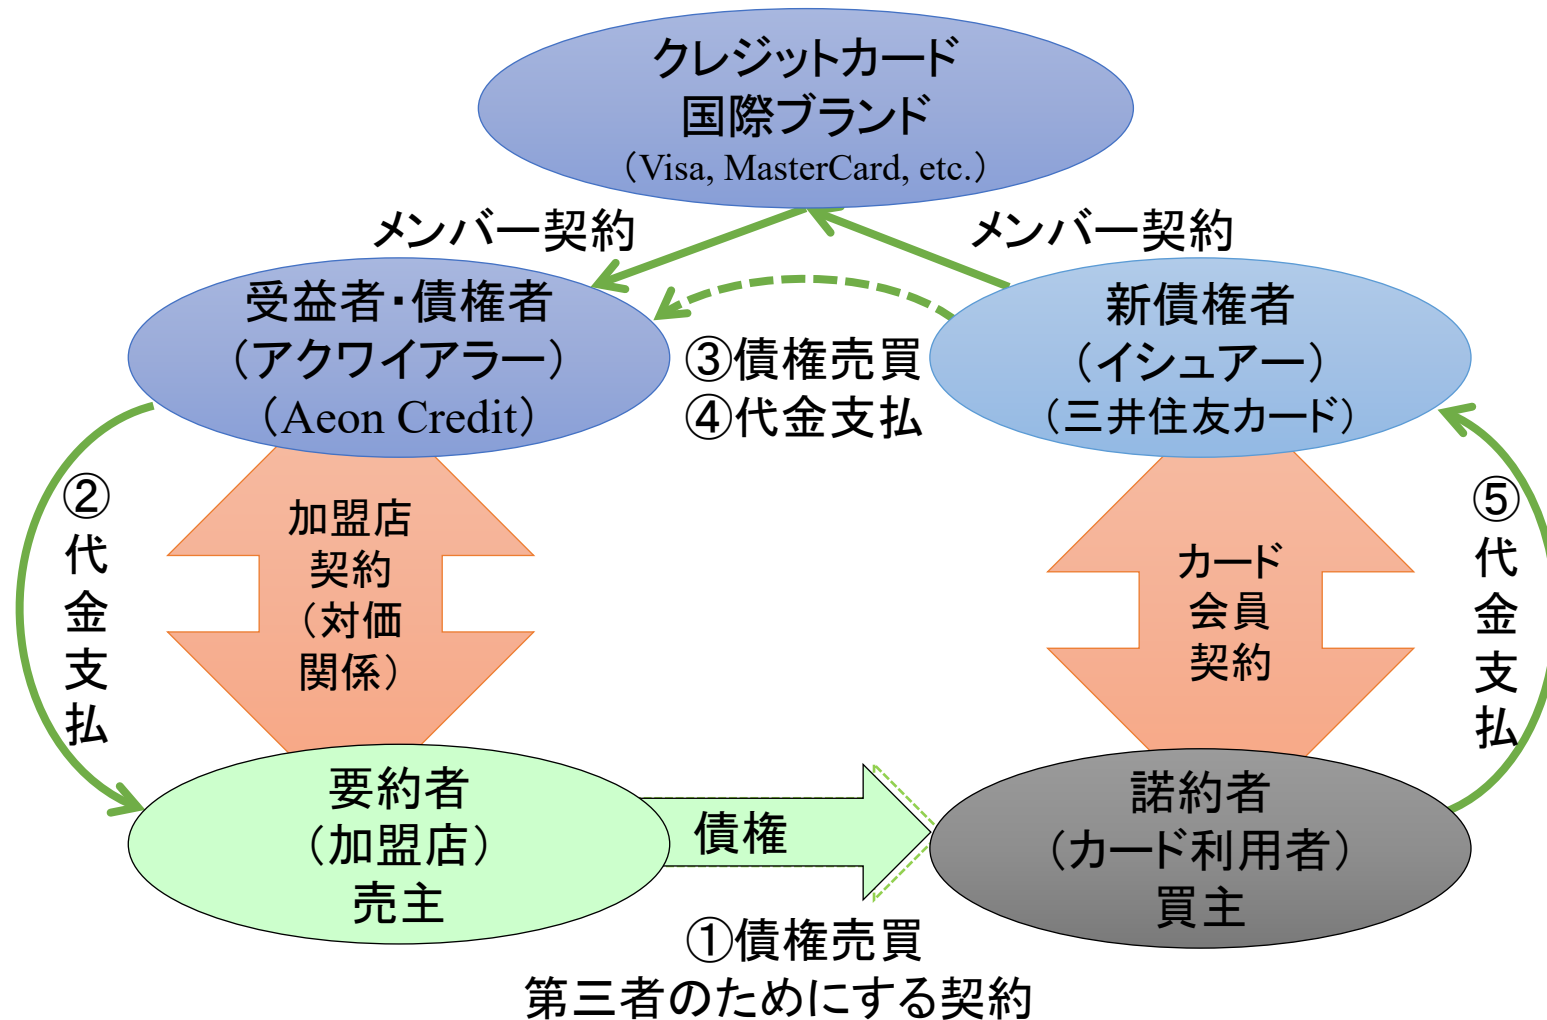 クレジットカード
国際ブランド
（Visa, MasterCard, etc.）
メンバー契約
メンバー契約
受益者・債権者
（アクワイアラー）
（Aeon Credit）
新債権者
（イシュアー）
（三井住友カード）
③債権売買
④代金支払
②
代
金
支
払
加盟店
契約
（対価
関係）
カード
会員
契約
⑤
代
金
支
払
要約者
（加盟店）
売主
債権
諾約者
（カード利用者）
買主
①債権売買
第三者のためにする契約